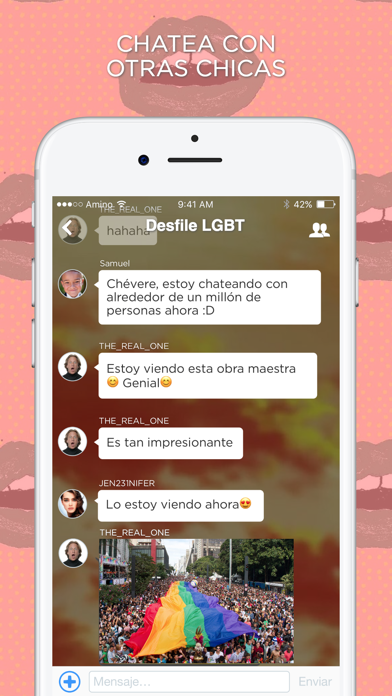 CHATEA CON
OTRAS CHICAS
Amino
9:41 AM
42%
THE_REAL_ONE
hahaha
Desfile LGBT
Samuel
Chévere, estoy chateando con
alrededor de un millón de
personas ahora :D
THE_REAL_ONE
Estoy viendo esta obra maestra
😊 Genial😊
THE_REAL_ONE
Es tan impresionante
JEN231NIFER
Lo estoy viendo ahora😍
THE_REAL_ONE
Mensaje...
Enviar